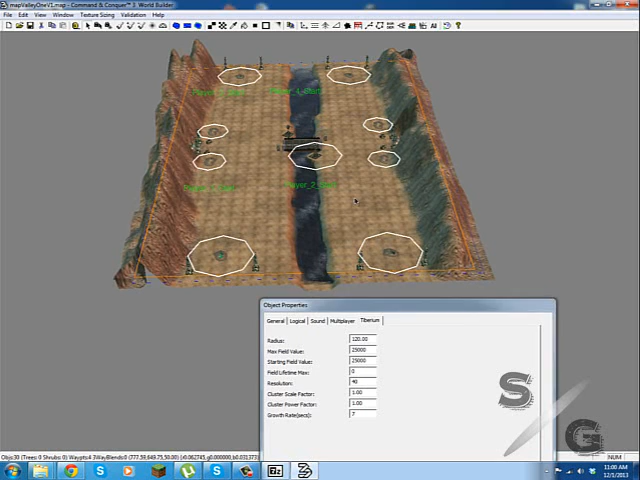 mapValleyOneV1.map - Command & Conquer™ 3: World Builder
File Edit Window Texture Sizing Validation Help
Player_4_Start
Player_2_Start
Object Properties
General Logical Sound Multiplayer Tiberium
Radius: 120.00
Max Field Value: 25000
Starting Field Value: 25000
Field Lifetime Max: 0
Resolution: 40
Cluster Scale Factor: 1.00
Cluster Power Factor: 1.00
Growth Rate(secs): 7
S
G
NUM
11:00 AM
12/1/2013